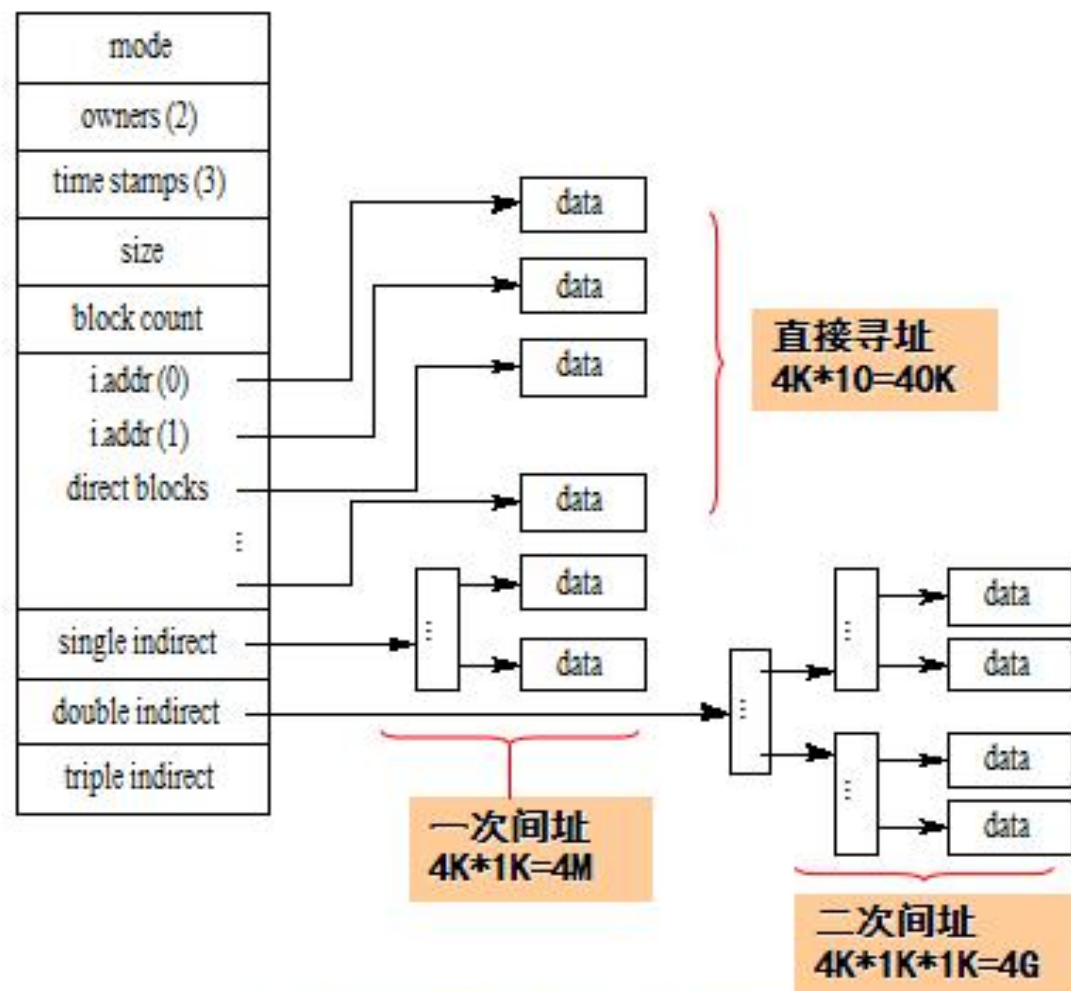 mode
owners (2)
time stamps (3)
size
block count
i.addr (0)
i.addr (1)
direct blocks
⋮
single indirect
double indirect
triple indirect
data
data
data
data
data
data
⋮
直接寻址
4K*10=40K
⋮
⋮
⋮
data
data
data
data
一次间址
4K*1K=4M
二次间址
4K*1K*1K=4G